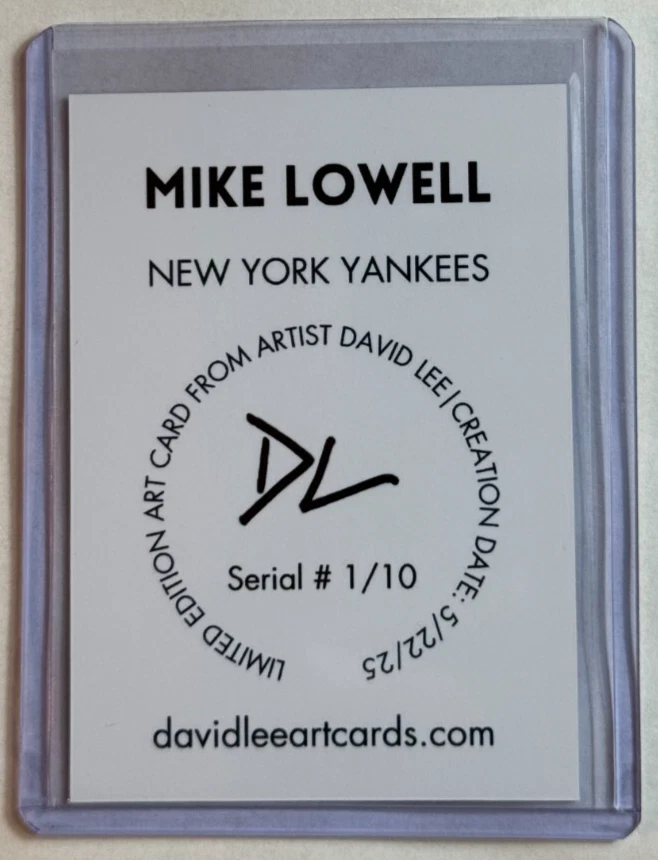 MIKE LOWELL
NEW YORK YANKEES
LIMITED EDITION ART CARD FROM ARTIST DAVID LEE|CREATION DATE: 5/22/25
DL
Serial # 1/10
davidleeartcards.com